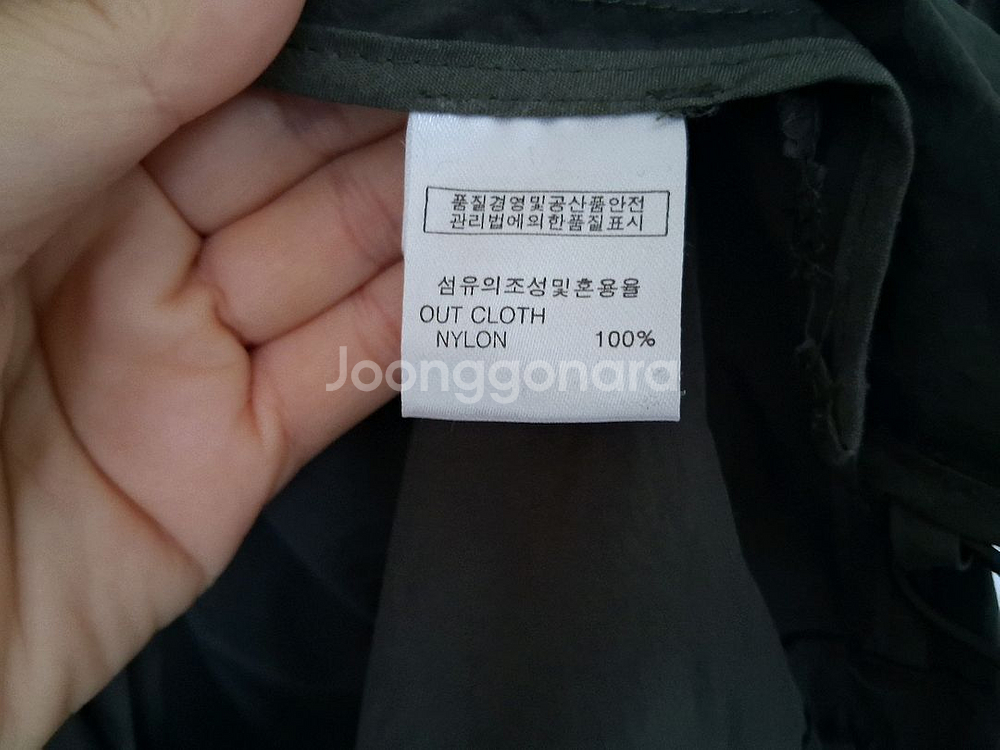 품질경영및공산품안전
관리법에의한품질표시
섬유의조성및혼용율
OUT CLOTH
NYLON 100%
Joonggonara